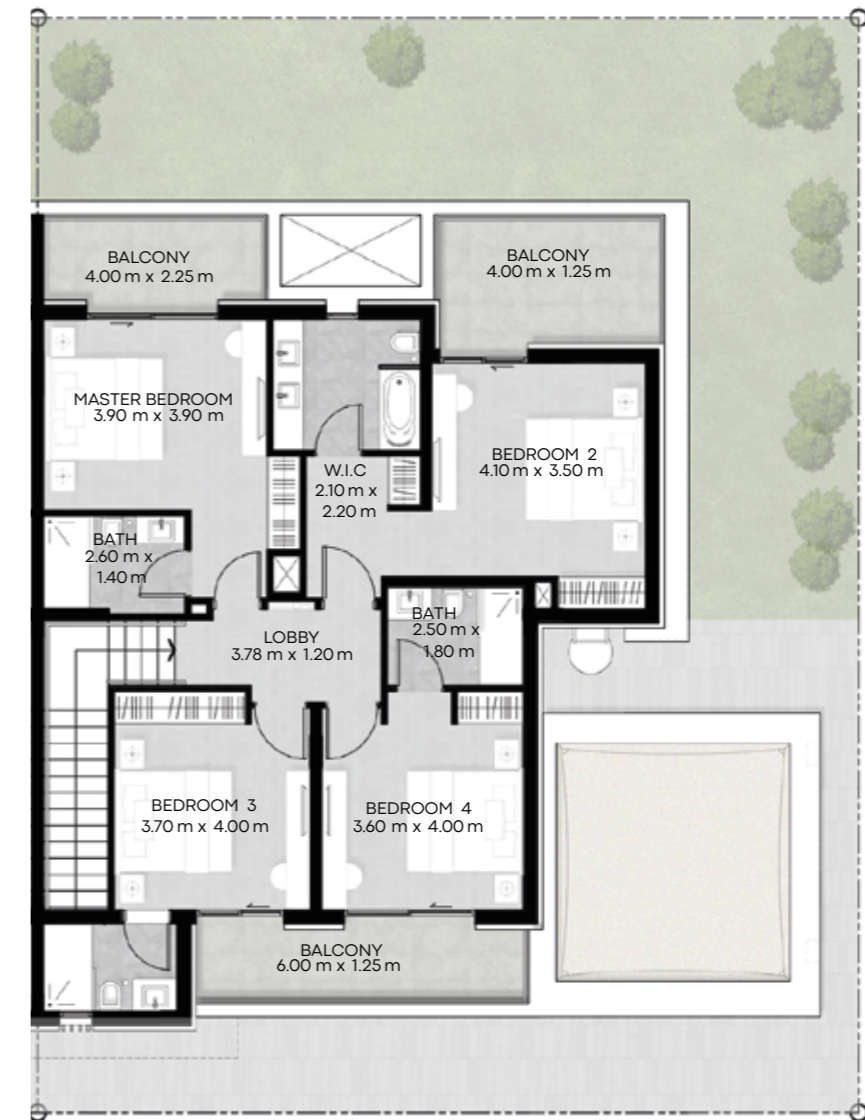 BALCONY
4.00 m x 2.25 m
BALCONY
4.00 m x 1.25 m
MASTER BEDROOM
3.90 m x 3.90 m
BEDROOM 2
4.10 m x 3.50 m
W.I.C
2.10 m x
2.20 m
BATH
2.60 m x
1.40 m
BATH
2.50 m x
1.80 m
LOBBY
3.78 m x 1.20 m
BEDROOM 3
3.70 m x 4.00 m
BEDROOM 4
3.60 m x 4.00 m
BALCONY
6.00 m x 1.25 m